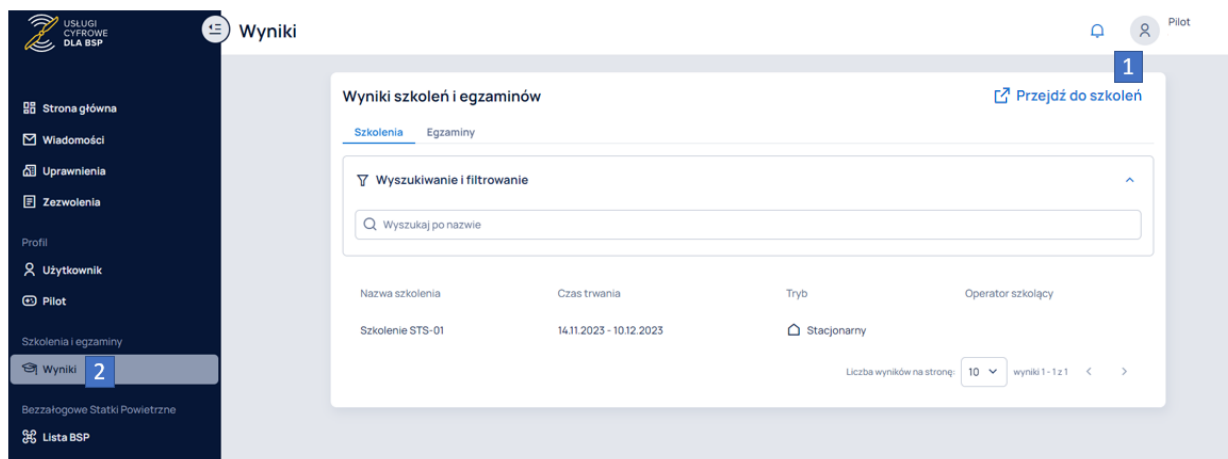 USŁUGI
CYFROWE
DLA BSP
Wyniki
Pilot
1
Strona główna
Wiadomości
Uprawnienia
Zezwolenia
Profil
Użytkownik
Pilot
Szkolenia i egzaminy
Wyniki 2
Bezzałogowe Statki Powietrzne
Lista BSP
Wyniki szkoleń i egzaminów
Przejdź do szkoleń
Szkolenia Egzaminy
Wyszukiwanie i filtrowanie
Wyszukaj po nazwie
Nazwa szkolenia Czas trwania Tryb Operator szkolący
Szkolenie STS-01 14.11.2023 - 10.12.2023 Stacjonarny
Liczba wyników na stronę: 10 wyniki 1 - 1 z 1